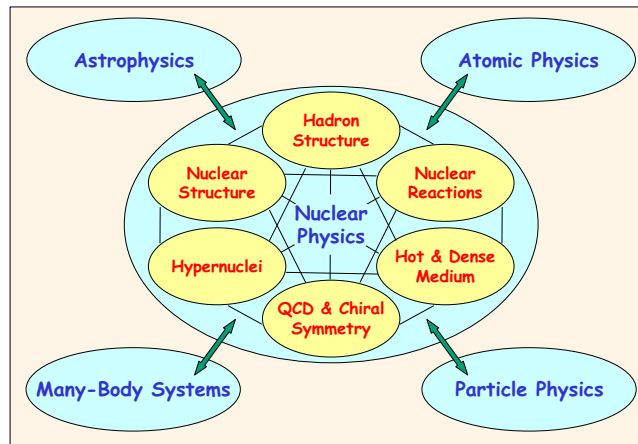 Astrophysics
Atomic Physics
Hadron
Structure
Nuclear
Structure
Nuclear
Reactions
Nuclear
Physics
Hypernuclei
Hot & Dense
Medium
QCD & Chiral
Symmetry
Many-Body Systems
Particle Physics